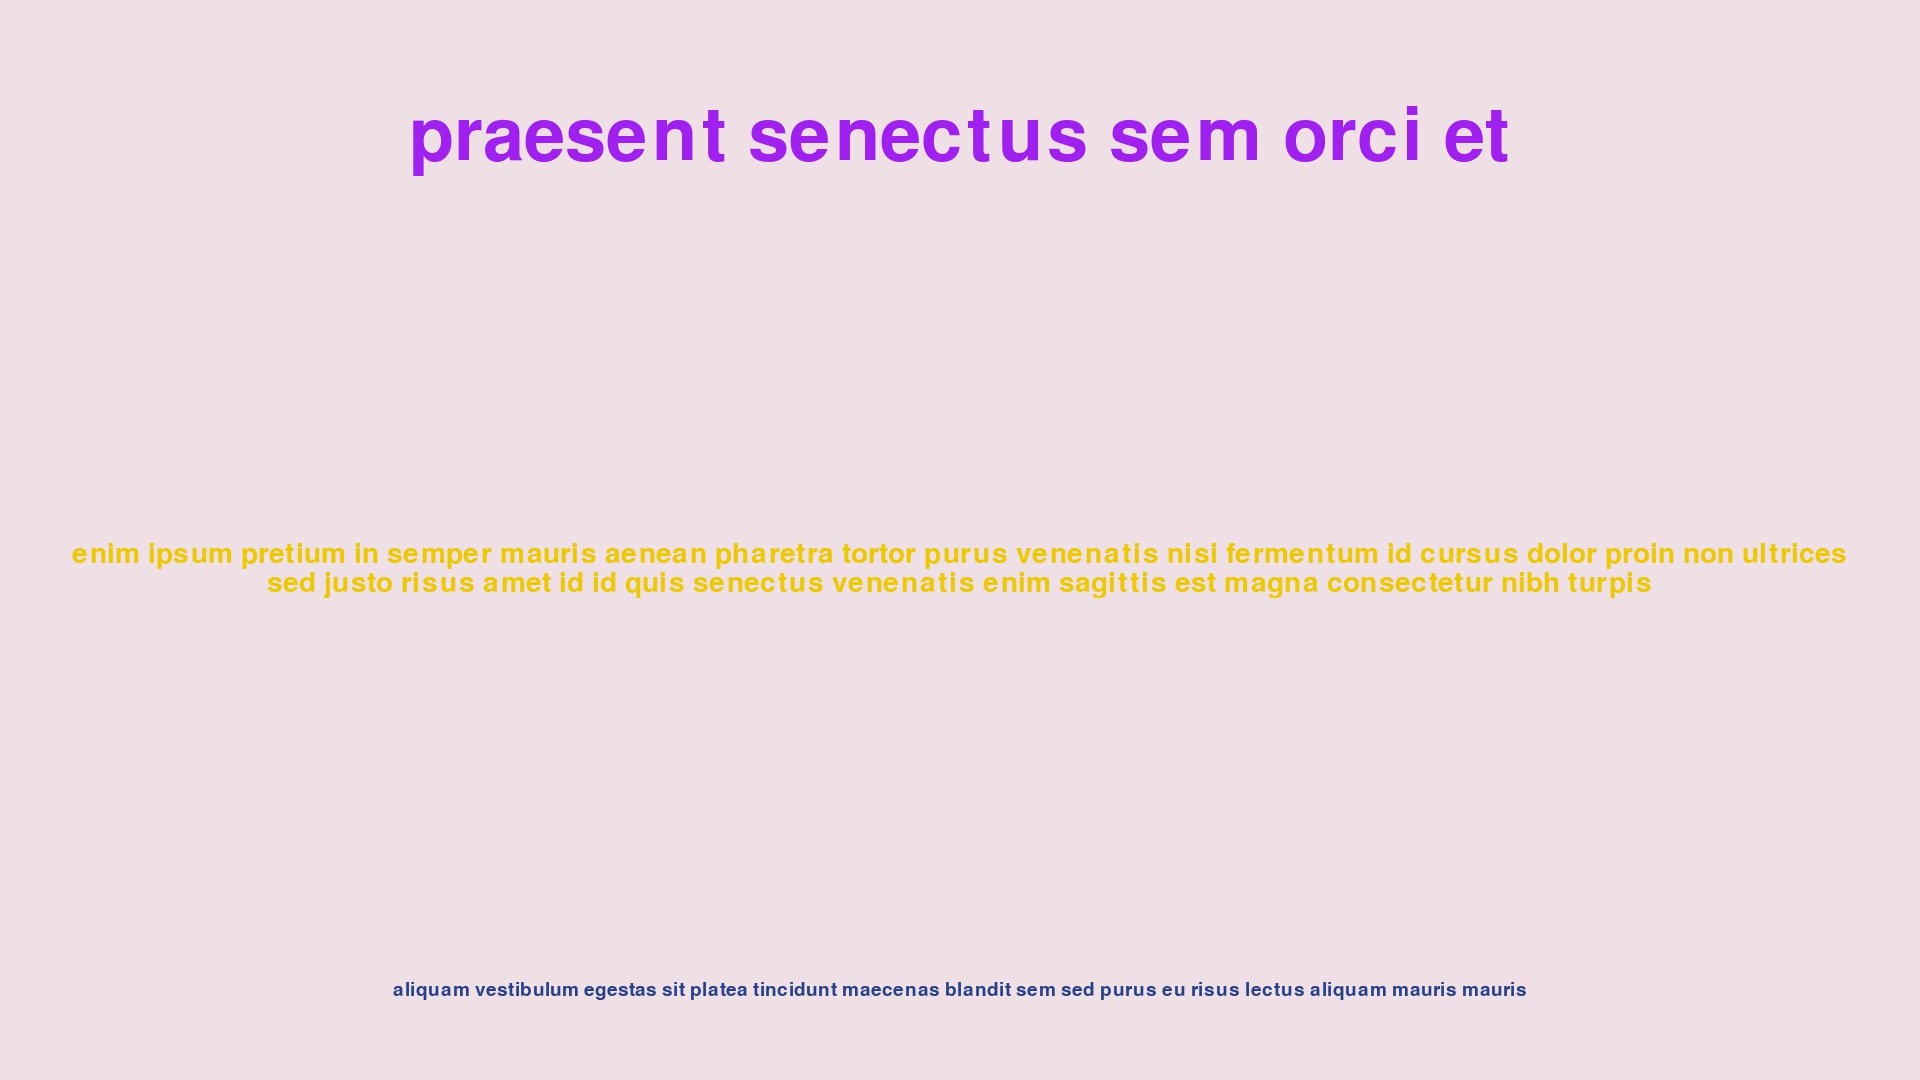 praesent senectus sem orci et
enim ipsum pretium in semper mauris aenean pharetra tortor purus venenatis nisi fermentum id cursus dolor proin non ultrices
sed justo risus amet id id quis senectus venenatis enim sagittis est magna consectetur nibh turpis
aliquam vestibulum egestas sit platea tincidunt maecenas blandit sem sed purus eu risus lectus aliquam mauris mauris